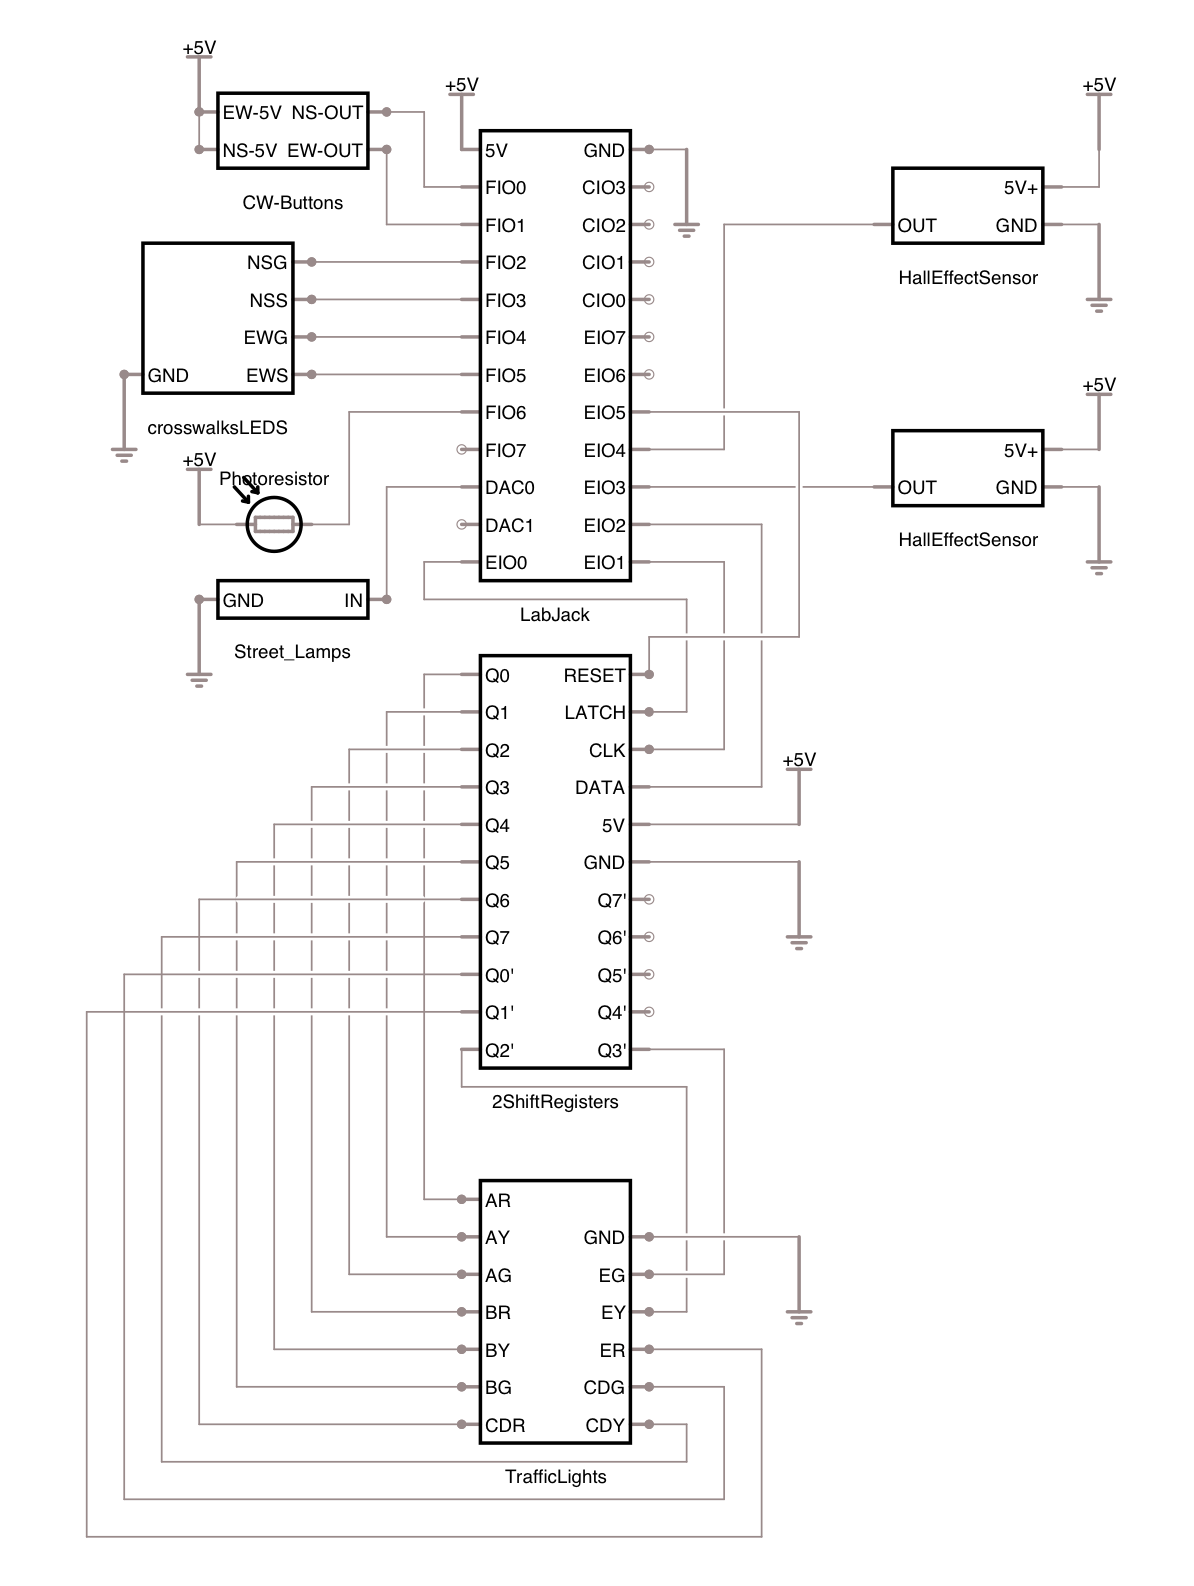 +5V
EW-5V NS-OUT
NS-5V EW-OUT
CW-Buttons
+5V
5V GND
FIO0 CIO3
FIO1 CIO2
FIO2 CIO1
FIO3 CIO0
FIO4 EIO7
FIO5 EIO6
FIO6 EIO5
FIO7 EIO4
DAC0 EIO3
DAC1 EIO2
EIO0 EIO1
LabJack
+5V
5V+
OUT GND
HallEffectSensor
+5V
5V+
OUT GND
HallEffectSensor
NSG
NSS
EWG
GND EWS
crosswalksLEDS
+5V
Photoresistor
GND IN
Street_Lamps
Q0 RESET
Q1 LATCH
Q2 CLK
Q3 DATA
Q4 5V
Q5 GND
Q6 Q7'
Q7 Q6'
Q0' Q5'
Q1' Q4'
Q2' Q3'
2ShiftRegisters
+5V
AR
AY GND
AG EG
BR EY
BY ER
BG CDG
CDR CDY
TrafficLights